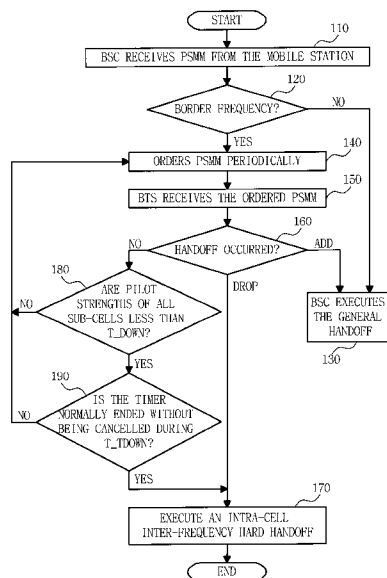 START
110
BSC RECEIVES PSMM FROM THE MOBILE STATION
120
BORDER FREQUENCY?
NO
YES
140
ORDERS PSMM PERIODICALLY
150
BTS RECEIVES THE ORDERED PSMM
160
HANDOFF OCCURRED?
NO
ADD
DROP
180
ARE PILOT
STRENGTHS OF ALL
SUB-CELLS LESS THAN
T_DOWN?
NO
YES
BSC EXECUTES
THE GENERAL
HANDOFF
130
190
IS THE TIMER
NORMALLY ENDED WITHOUT
BEING CANCELLED DURING
T_TDOWN?
NO
YES
170
EXECUTE AN INTRA-CELL
INTER-FREQUENCY HARD HANDOFF
END